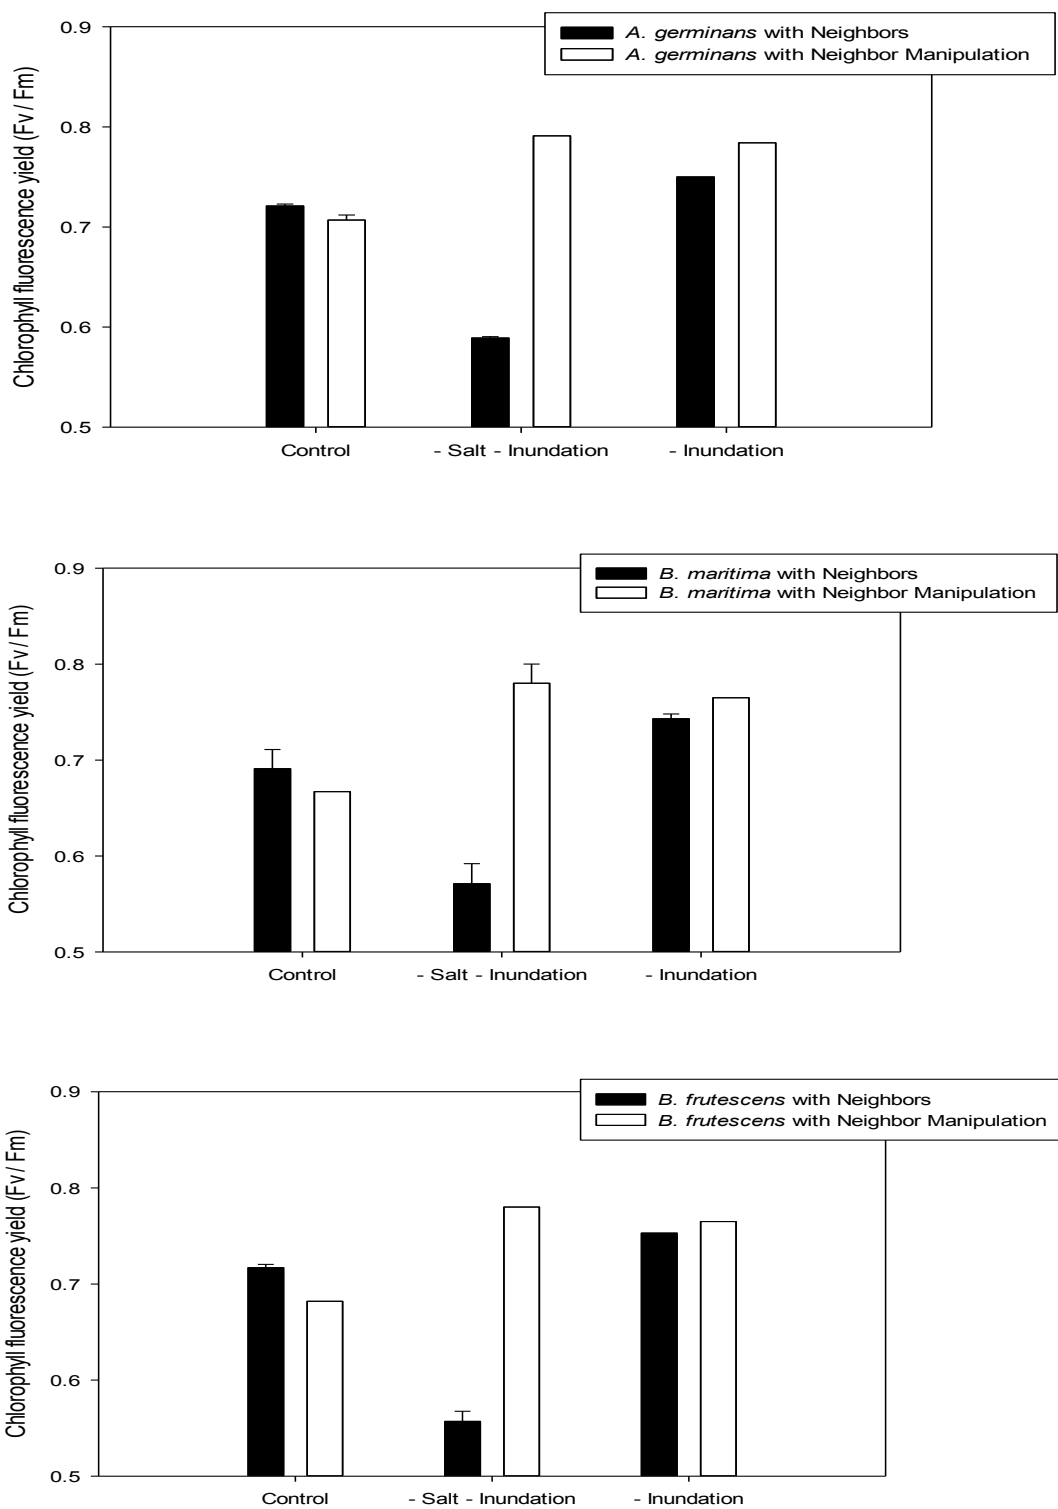 A. germinans with Neighbors
A. germinans with Neighbor Manipulation
Chlorophyll fluorescence yield (Fv / Fm)
0.9
0.8
0.7
0.6
0.5
Control - Salt - Inundation - Inundation
B. maritima with Neighbors
B. maritima with Neighbor Manipulation
Chlorophyll fluorescence yield (Fv / Fm)
0.9
0.8
0.7
0.6
0.5
Control - Salt - Inundation - Inundation
B. frutescens with Neighbors
B. frutescens with Neighbor Manipulation
Chlorophyll fluorescence yield (Fv / Fm)
0.9
0.8
0.7
0.6
0.5
Control - Salt - Inundation - Inundation